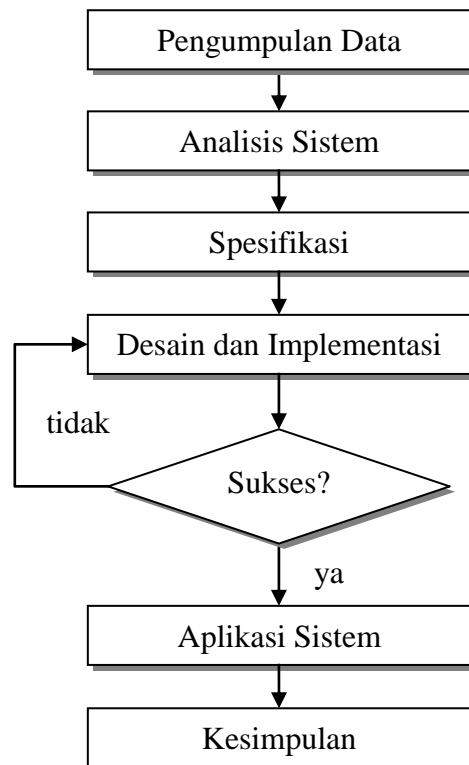 Pengumpulan Data
Analisis Sistem
Spesifikasi
Desain dan Implementasi
tidak
Sukses?
ya
Aplikasi Sistem
Kesimpulan